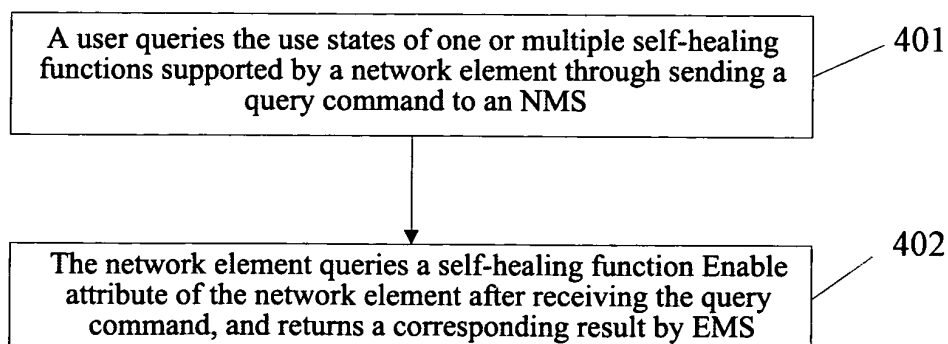 A user queries the use states of one or multiple self-healing
functions supported by a network element through sending a
query command to an NMS
401
The network element queries a self-healing function Enable
attribute of the network element after receiving the query
command, and returns a corresponding result by EMS
402